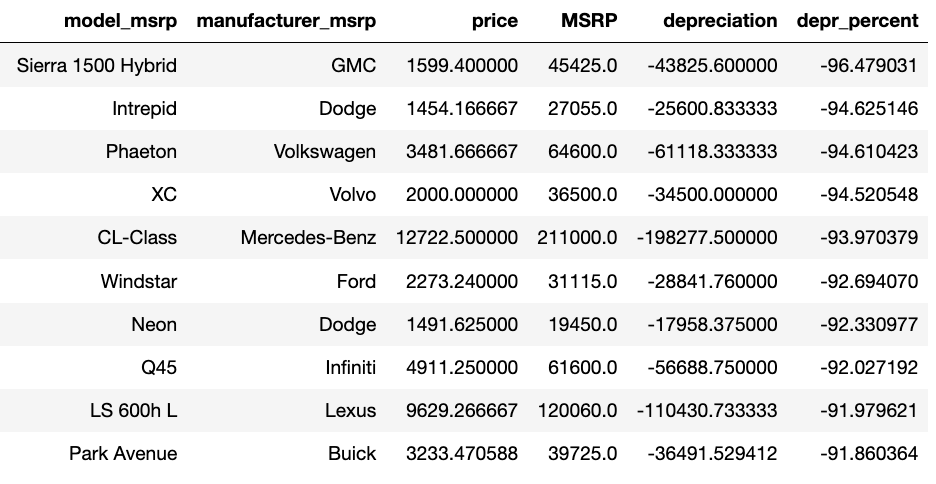 model_msrp manufacturer_msrp price MSRP depreciation depr_percent
Sierra 1500 Hybrid GMC 1599.400000 45425.0 -43825.600000 -96.479031
Intrepid Dodge 1454.166667 27055.0 -25600.833333 -94.625146
Phaeton Volkswagen 3481.666667 64600.0 -61118.333333 -94.610423
XC Volvo 2000.000000 36500.0 -34500.000000 -94.520548
CL-Class Mercedes-Benz 12722.500000 211000.0 -198277.500000 -93.970379
Windstar Ford 2273.240000 31115.0 -28841.760000 -92.694070
Neon Dodge 1491.625000 19450.0 -17958.375000 -92.330977
Q45 Infiniti 4911.250000 61600.0 -56688.750000 -92.027192
LS 600h L Lexus 9629.266667 120060.0 -110430.733333 -91.979621
Park Avenue Buick 3233.470588 39725.0 -36491.529412 -91.860364